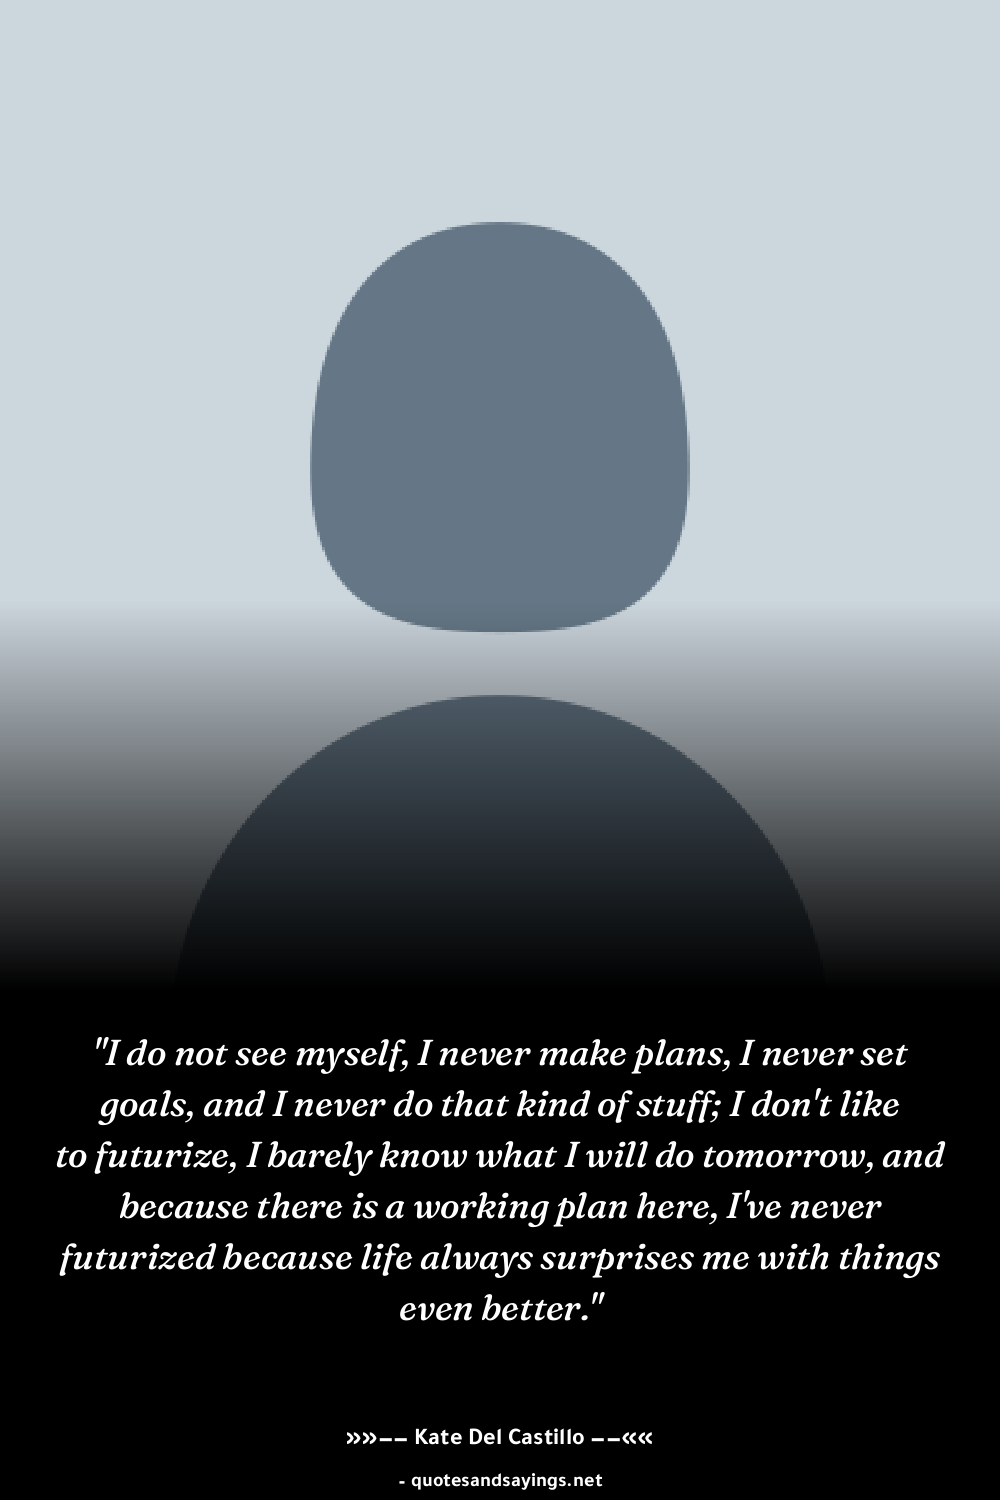 "I do not see myself, I never make plans, I never set
goals, and I never do that kind of stuff; I don't like
to futurize, I barely know what I will do tomorrow, and
because there is a working plan here, I've never
futurized because life always surprises me with things
even better."
»»–– Kate Del Castillo ––««
- quotesandsayings.net